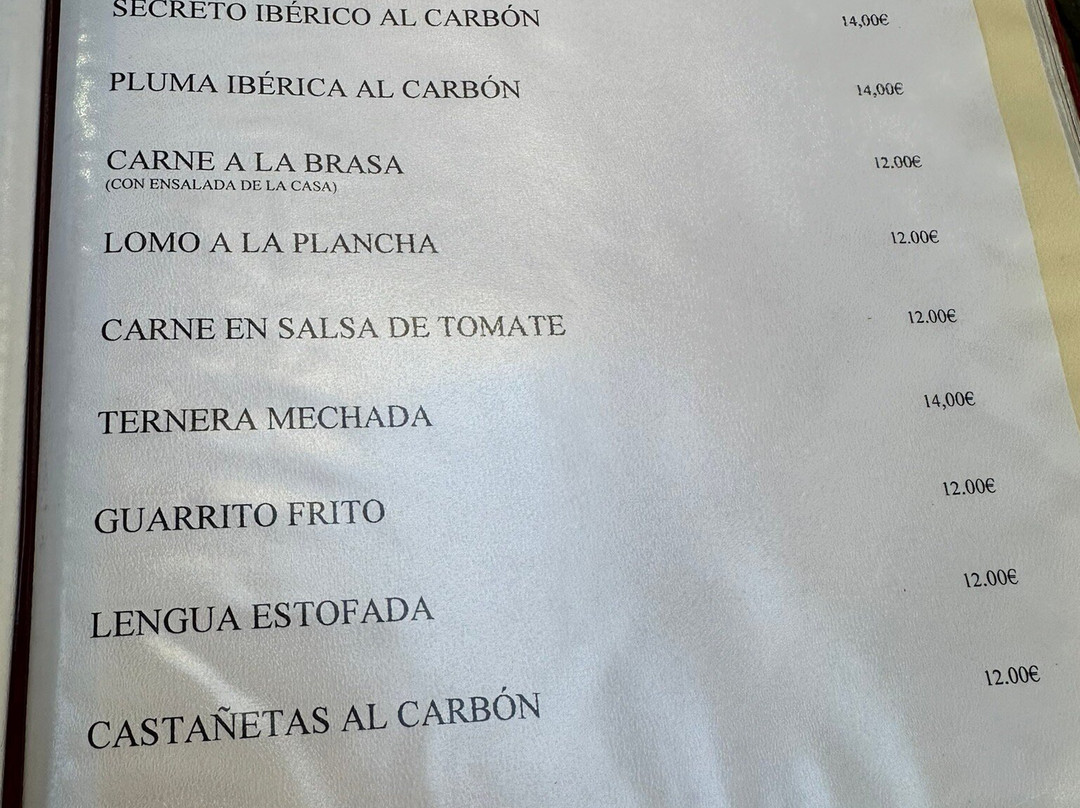 SECRETO IBÉRICO AL CARBÓN 14,00€
PLUMA IBÉRICA AL CARBÓN 14,00€
CARNE A LA BRASA 12.00€
(CON ENSALADA DE LA CASA)
LOMO A LA PLANCHA 12.00€
CARNE EN SALSA DE TOMATE 12.00€
TERNERA MECHADA 14,00€
GUARRITO FRITO 12.00€
LENGUA ESTOFADA 12.00€
CASTAÑETAS AL CARBÓN 12.00€